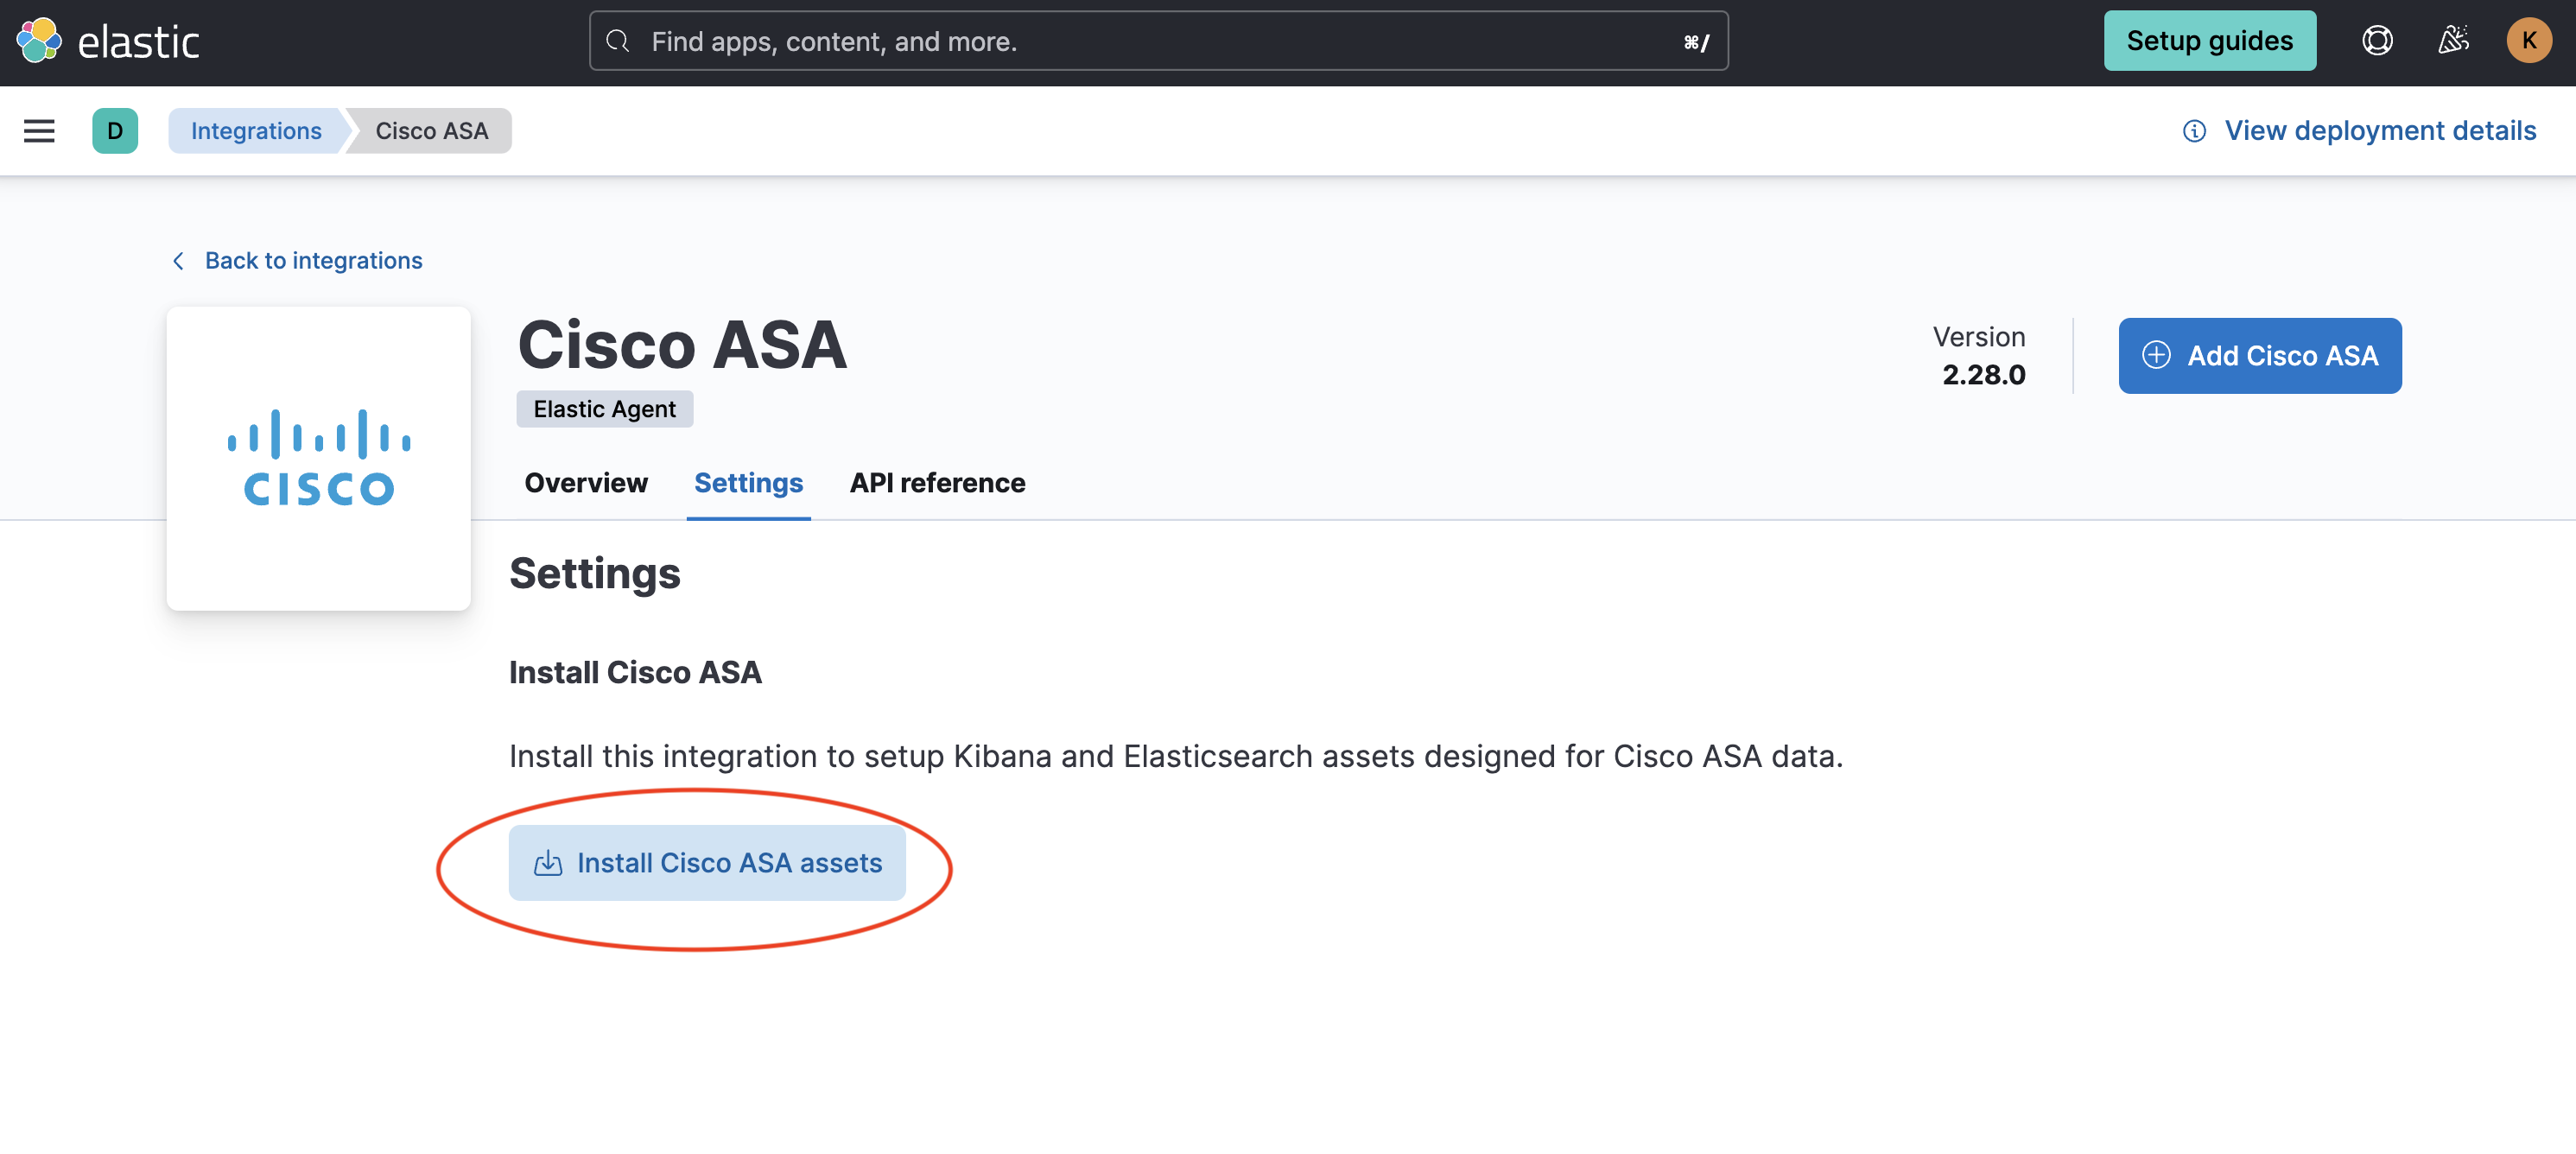 elastic
Find apps, content, and more.
⌘/
Setup guides
K
D
Integrations
Cisco ASA
View deployment details
Back to integrations
CISCO
Cisco ASA
Elastic Agent
Version
2.28.0
Add Cisco ASA
Overview
Settings
API reference
Settings
Install Cisco ASA
Install this integration to setup Kibana and Elasticsearch assets designed for Cisco ASA data.
Install Cisco ASA assets